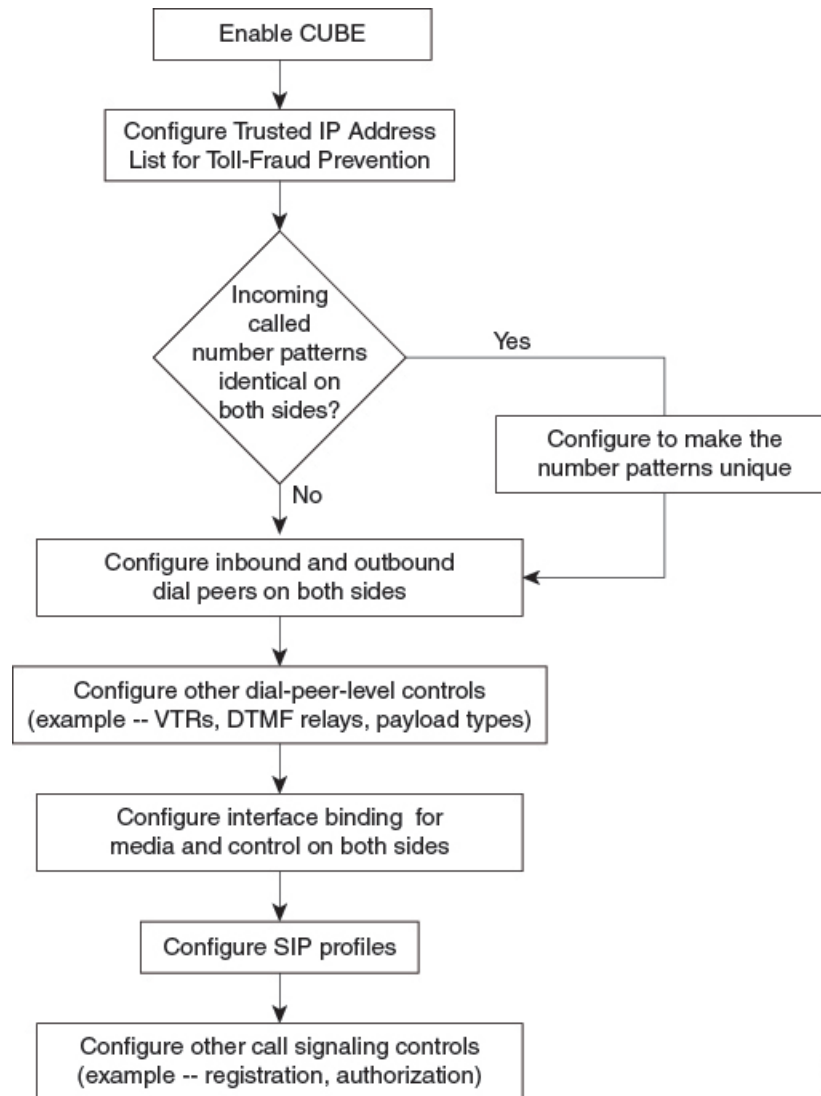 Enable CUBE
Configure Trusted IP Address
List for Toll-Fraud Prevention
Incoming
called
number patterns
identical on
both sides?
Yes
Configure to make the
number patterns unique
No
Configure inbound and outbound
dial peers on both sides
Configure other dial-peer-level controls
(example -- VTRs, DTMF relays, payload types)
Configure interface binding for
media and control on both sides
Configure SIP profiles
Configure other call signaling controls
(example -- registration, authorization)